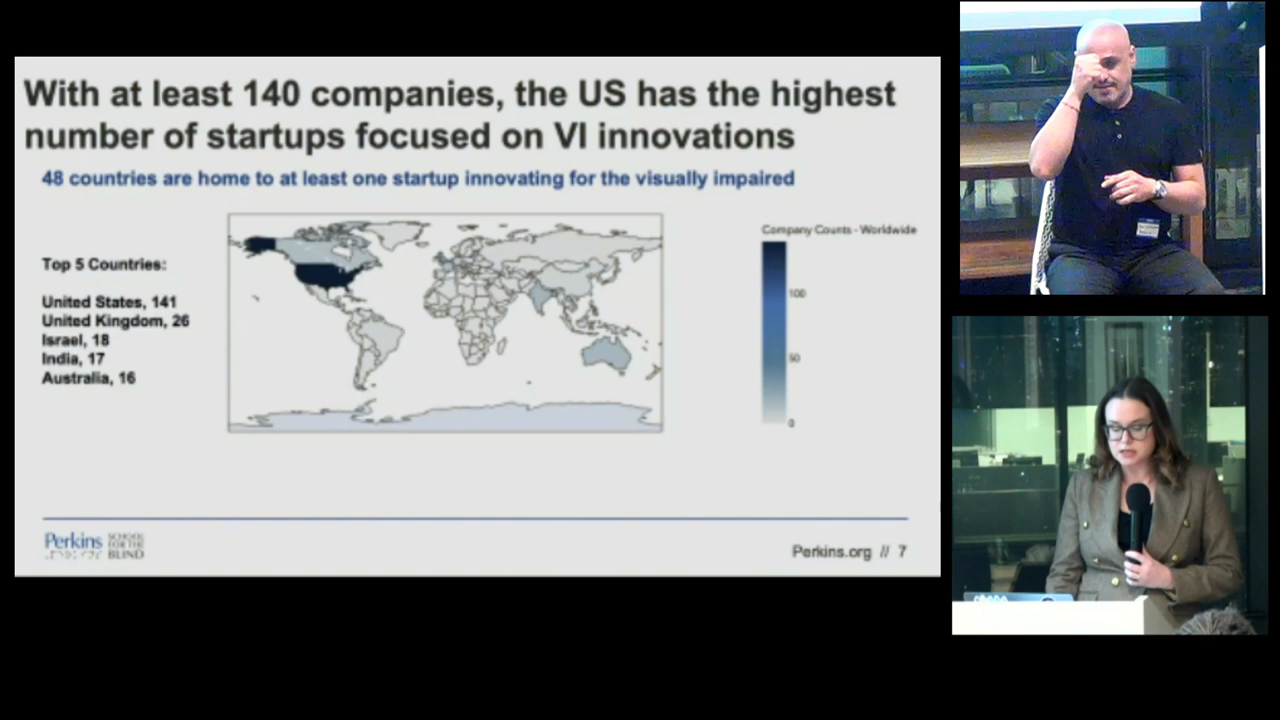 With at least 140 companies, the US has the highest
number of startups focused on VI innovations
48 countries are home to at least one startup innovating for the visually impaired
Top 5 Countries:
United States, 141
United Kingdom, 26
Israel, 18
India, 17
Australia, 16
Company Counts - Worldwide
100
50
0
Perkins
SCHOOL
FOR THE
BLIND
Perkins.org // 7